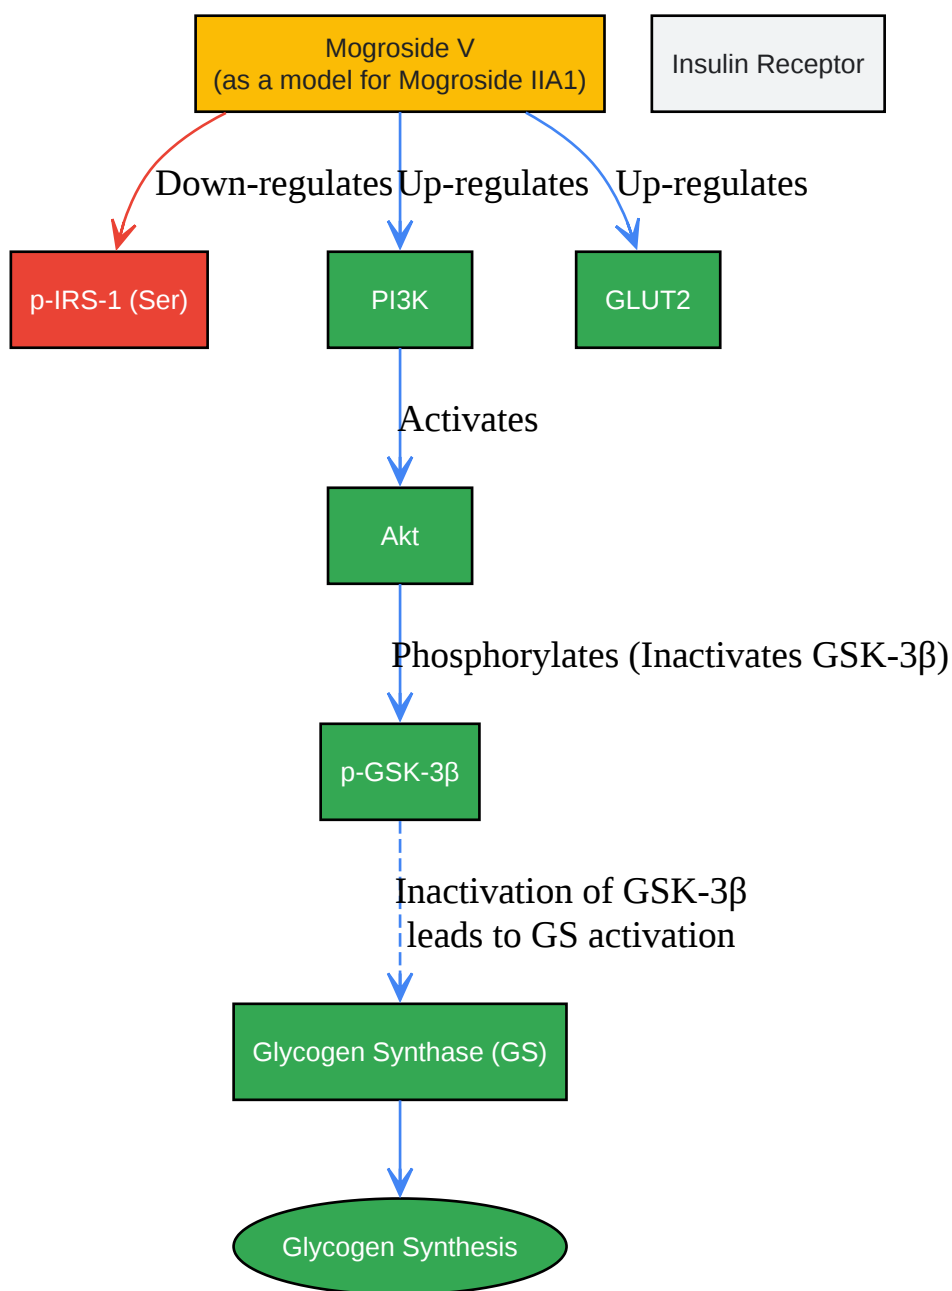 Mogroside V
(as a model for Mogroside IIA1)
Insulin Receptor
Down-regulates
Up-regulates
Up-regulates
p-IRS-1 (Ser)
PI3K
GLUT2
Activates
Akt
Phosphorylates (Inactivates GSK-3β)
p-GSK-3β
Inactivation of GSK-3β
leads to GS activation
Glycogen Synthase (GS)
Glycogen Synthesis